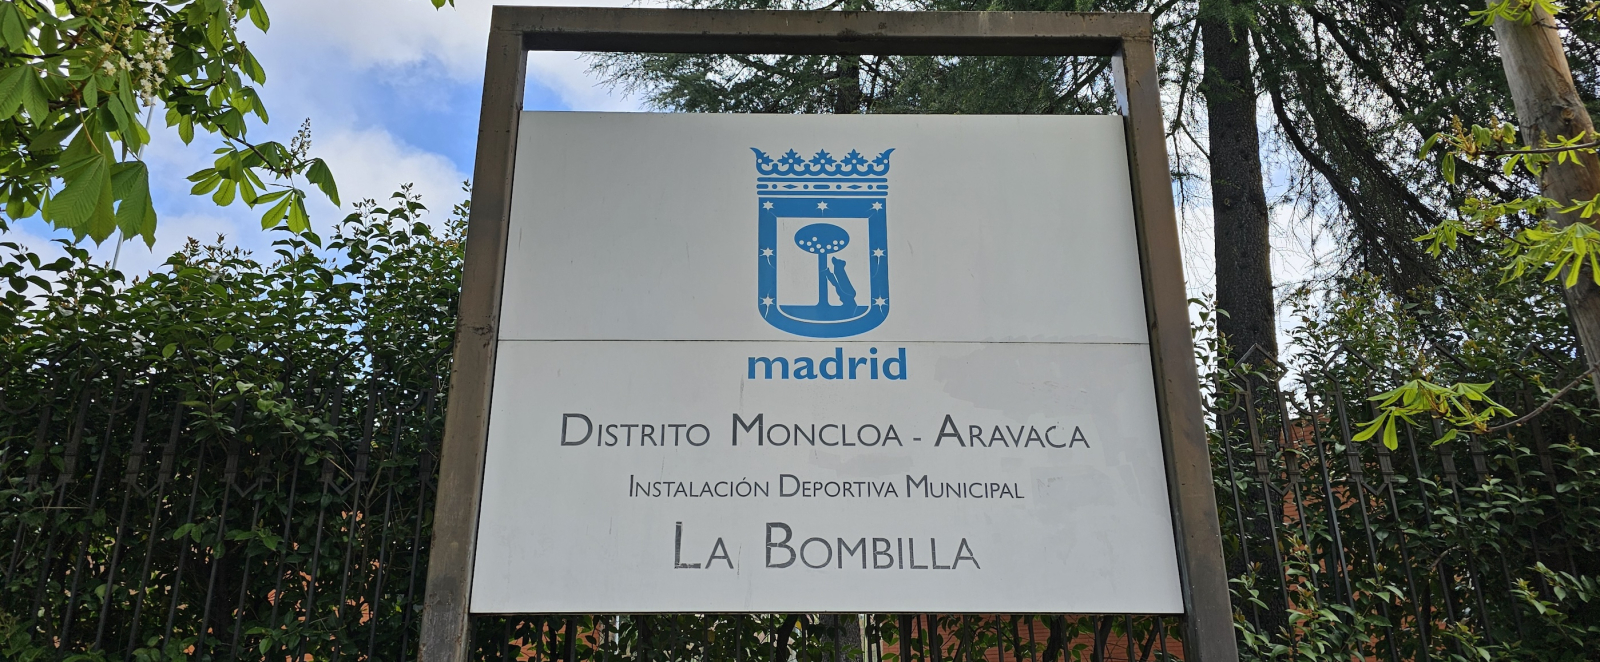 madrid
DISTRITO MONCLOA - ARAVACA
INSTALACIÓN DEPORTIVA MUNICIPAL
LA BOMBILLA